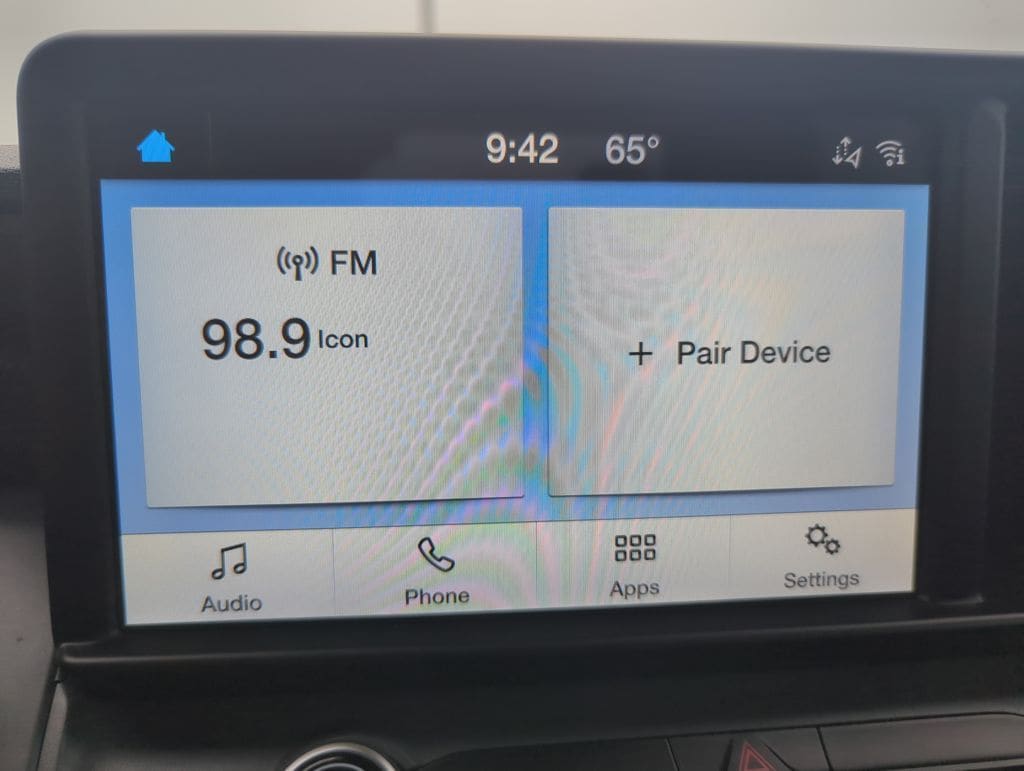 9:42 65°
FM
98.9 Icon
+ Pair Device
Audio Phone Apps Settings